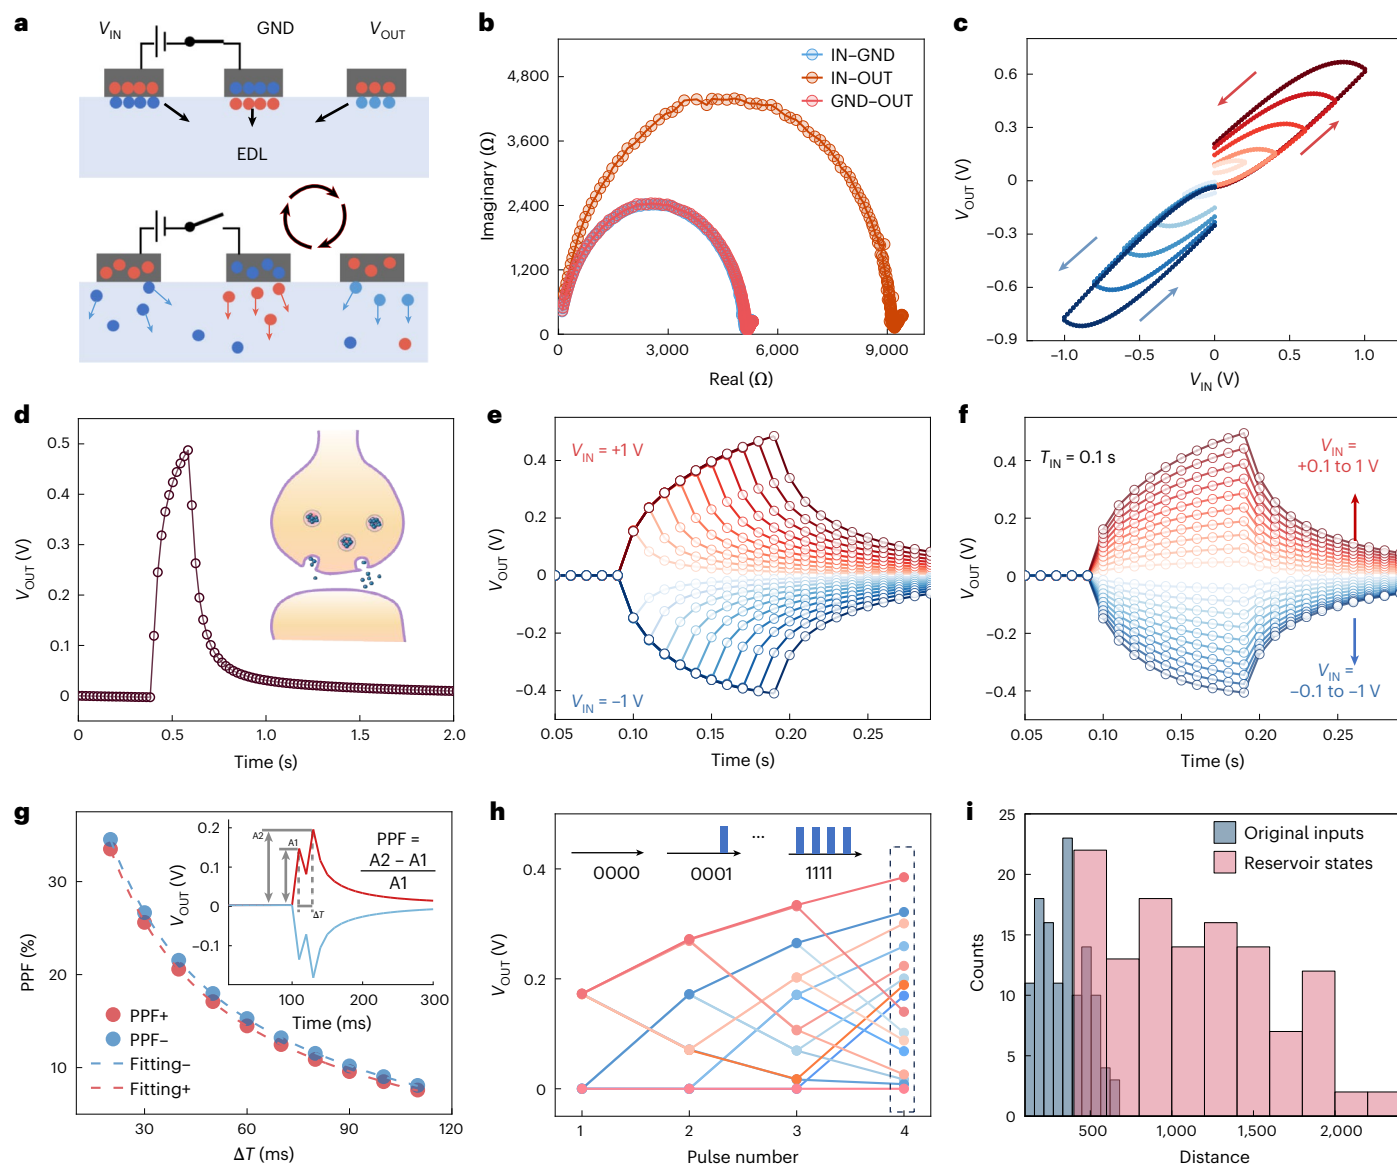 a
V_IN
GND
V_OUT
EDL
b
IN–GND
IN–OUT
GND–OUT
4,800
3,600
2,400
1,200
0
0
3,000
6,000
9,000
Imaginary (Ω)
Real (Ω)
c
0.6
0.3
0
−0.3
−0.6
−0.9
−1.0
−0.5
0
0.5
1.0
V_OUT (V)
V_IN (V)
d
0.5
0.4
0.3
0.2
0.1
0
0
0.5
1.0
1.5
2.0
V_OUT (V)
Time (s)
e
V_IN = +1 V
V_IN = −1 V
0.4
0.2
0
−0.2
−0.4
0.05
0.10
0.15
0.20
0.25
V_OUT (V)
Time (s)
f
T_IN = 0.1 s
V_IN =
+0.1 to 1 V
V_IN =
−0.1 to −1 V
0.4
0.2
0
−0.2
−0.4
0.05
0.10
0.15
0.20
0.25
V_OUT (V)
Time (s)
g
30
20
10
30
60
90
120
PPF (%)
ΔT (ms)
PPF+
PPF−
Fitting−
Fitting+
0.2
0.1
0
−0.1
100
200
300
V_OUT (V)
Time (ms)
A2
A1
ΔT
PPF =
A2 − A1
A1
h
0000
0001
...
1111
0.4
0.2
0
1
2
3
4
V_OUT (V)
Pulse number
i
Original inputs
Reservoir states
25
20
15
10
5
0
500
1,000
1,500
2,000
Counts
Distance